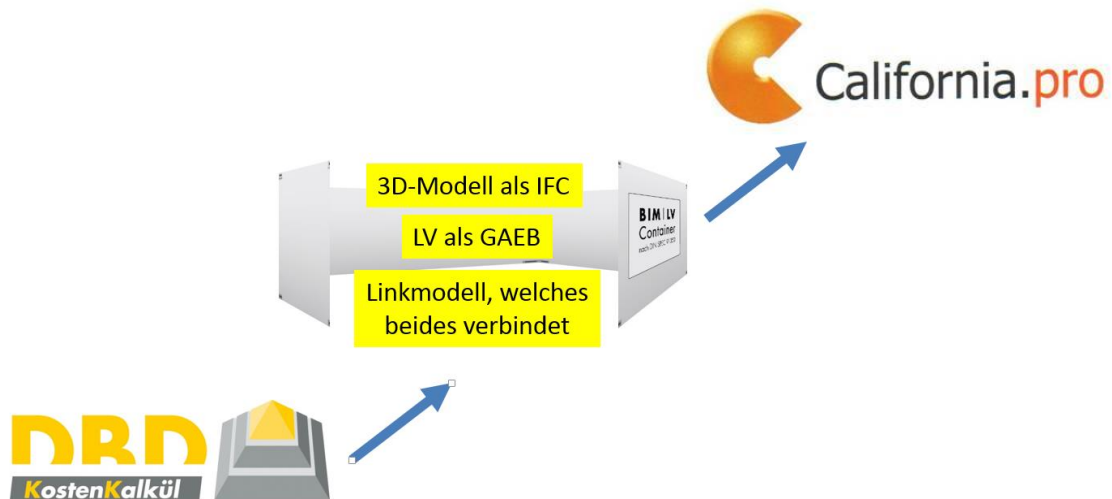 California.pro
3D-Modell als IFC
LV als GAEB
Linkmodell, welches
beides verbindet
BIM | LV
Container
DBD
KostenKalkül